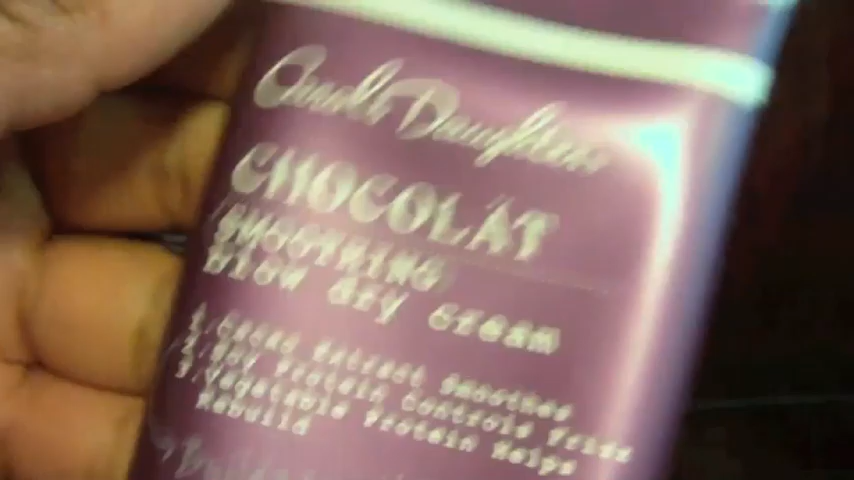 Carol's Daughter
CHOCOLAT
SMOOTHING
BLOW dry CREAM
1/Cacao Extract Smoothes
2/Soy Protein Controls Frizz
3/Vegetable Protein Helps
Rebuild